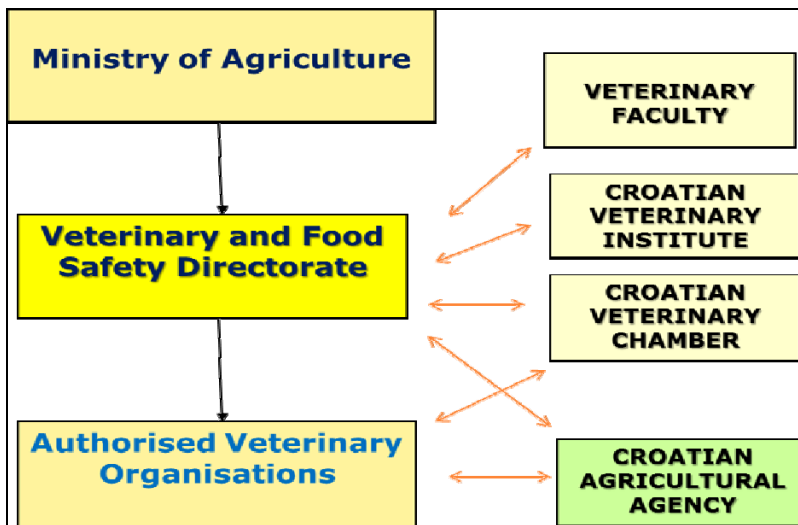 Ministry of Agriculture
VETERINARY
FACULTY
CROATIAN
VETERINARY
INSTITUTE
Veterinary and Food
Safety Directorate
CROATIAN
VETERINARY
CHAMBER
Authorised Veterinary
Organisations
CROATIAN
AGRICULTURAL
AGENCY